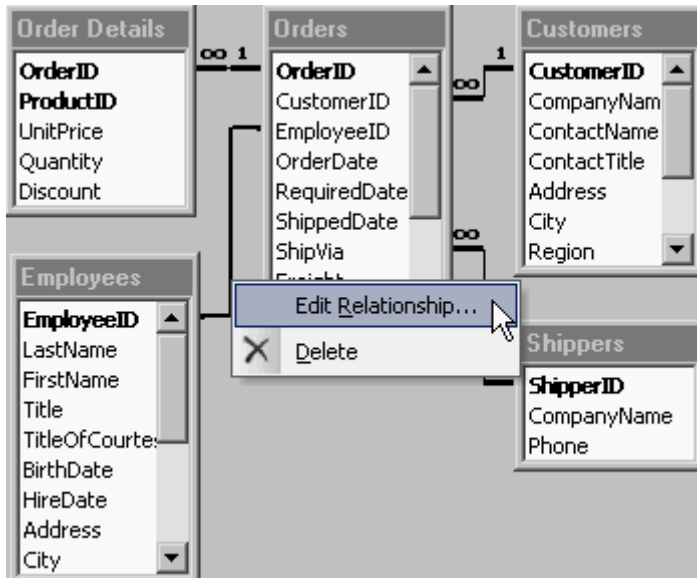 Order Details
OrderID
ProductID
UnitPrice
Quantity
Discount
∞ 1
Orders
OrderID
CustomerID
EmployeeID
OrderDate
RequiredDate
ShippedDate
ShipVia
Freight
1
∞
∞
Customers
CustomerID
CompanyNam
ContactName
ContactTitle
Address
City
Region
Employees
EmployeeID
LastName
FirstName
Title
TitleOfCourte
BirthDate
HireDate
Address
City
Edit Relationship...
Delete
Shippers
ShipperID
CompanyName
Phone